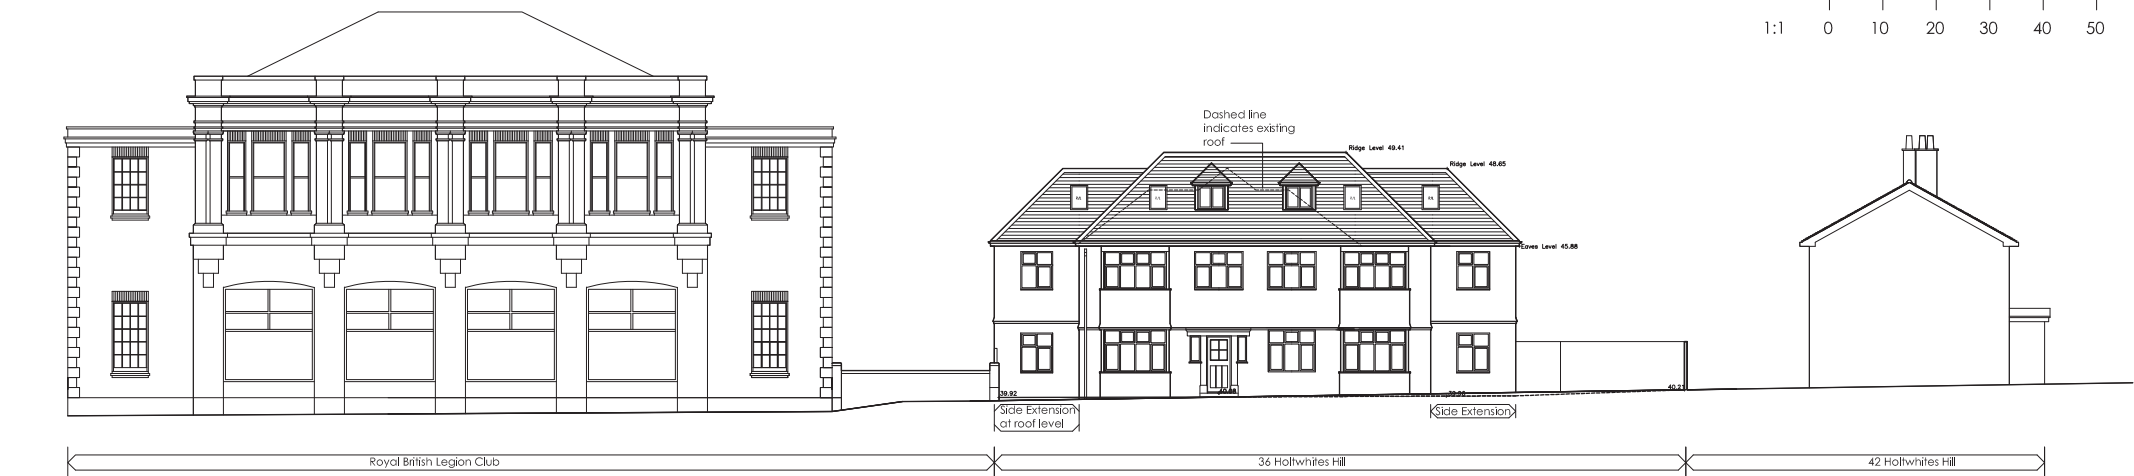 1:1 0 10 20 30 40 50
Dashed line
indicates existing
roof
Ridge Level 49.41
Ridge Level 48.65
Eaves Level 45.88
39.92
40.21
Side Extension
at roof level
Side Extension
Royal British Legion Club
36 Holtwhites Hill
42 Holtwhites Hill